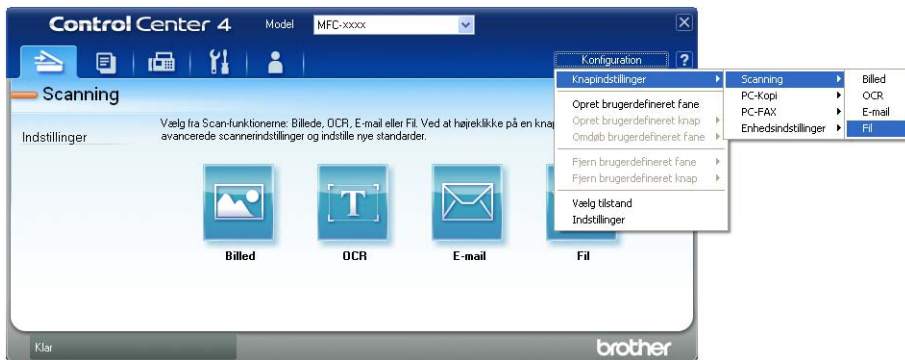 Control Center 4 Model MFC-xxxx
Konfiguration ?
Scanning
Indstillinger
Vælg fra Scan-funktionerne: Billede, OCR, E-mail eller Fil. Ved at højreklikke på en knap
avancerede scannerindstillinger og indstille nye standarder.
Billed OCR E-mail Fil
Knapindstillinger
Opret brugerdefineret fane
Opret brugerdefineret knap
Omdøb brugerdefineret fane
Fjern brugerdefineret fane
Fjern brugerdefineret knap
Vælg tilstand
Indstillinger
Scanning
PC-Kopi
PC-FAX
Enhedsindstillinger
Billed
OCR
E-mail
Fil
Klar
brother